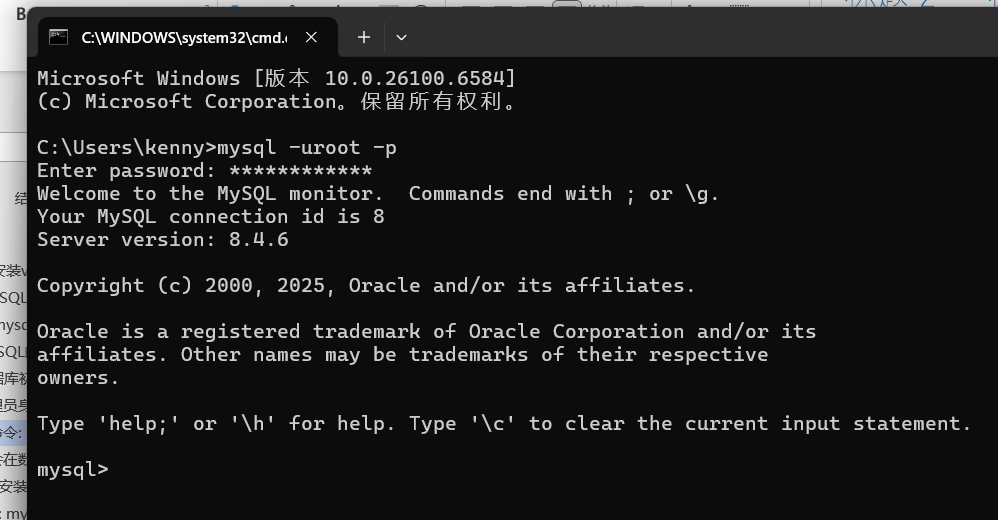 C:\WINDOWS\system32\cmd.
Microsoft Windows [版本 10.0.26100.6584]
(c) Microsoft Corporation。保留所有权利。
C:\Users\kenny>mysql -uroot -p
Enter password: ************
Welcome to the MySQL monitor.  Commands end with ; or \g.
Your MySQL connection id is 8
Server version: 8.4.6
Copyright (c) 2000, 2025, Oracle and/or its affiliates.
Oracle is a registered trademark of Oracle Corporation and/or its
affiliates. Other names may be trademarks of their respective
owners.
Type 'help;' or '\h' for help. Type '\c' to clear the current input statement.
mysql>